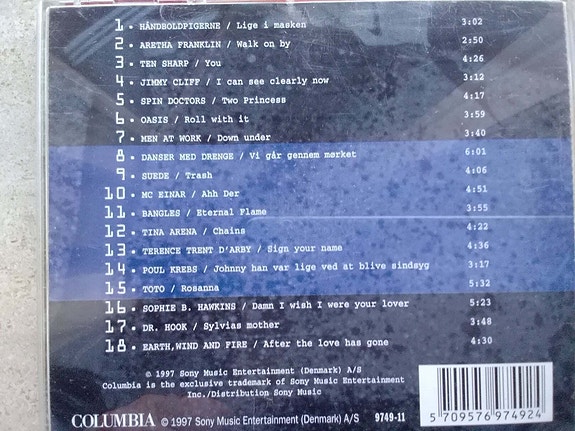 1 • HÅNDBOLDPIGERNE / Lige i masken 3:02
2 • ARETHA FRANKLIN / Walk on by 2:50
3 • TEN SHARP / You 4:26
4 • JIMMY CLIFF / I can see clearly now 3:12
5 • SPIN DOCTORS / Two Princess 4:17
6 • OASIS / Roll with it 3:59
7 • MEN AT WORK / Down under 3:40
8 • DANSER MED DRENGE / Vi går gennem mørket 6:01
9 • SUEDE / Trash 4:06
10 • MC EINAR / Ahh Der 4:51
11 • BANGLES / Eternal Flame 3:55
12 • TINA ARENA / Chains 4:22
13 • TERENCE TRENT D'ARBY / Sign your name 4:36
14 • POUL KREBS / Johnny han var lige ved at blive sindsyg 3:17
15 • TOTO / Rosanna 5:32
16 • SOPHIE B. HAWKINS / Damn I wish I were your lover 5:23
17 • DR. HOOK / Sylvias mother 3:48
18 • EARTH,WIND AND FIRE / After the love has gone 4:30
© 1997 Sony Music Entertainment (Denmark) A/S
Columbia is the exclusive trademark of Sony Music Entertainment
Inc./Distribution Sony Music
COLUMBIA © 1997 Sony Music Entertainment (Denmark) A/S 9749-11
5 709576 974924